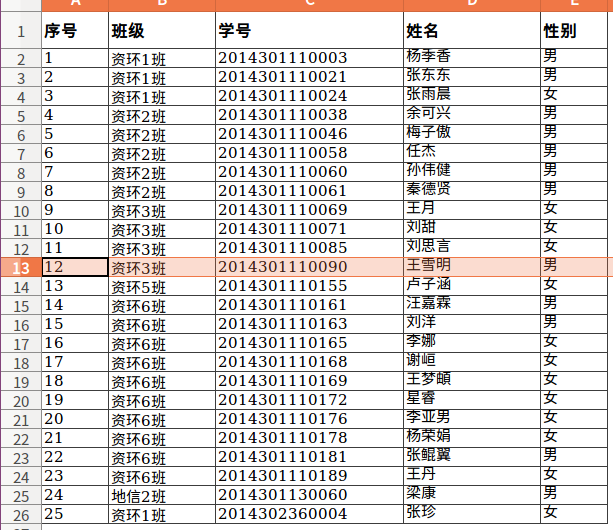 A B C D E
1 序号 班级 学号 姓名 性别
2 1 资环1班 2014301110003 杨季香 男
3 2 资环1班 2014301110021 张东东 男
4 3 资环1班 2014301110024 张雨晨 女
5 4 资环2班 2014301110038 余可兴 男
6 5 资环2班 2014301110046 梅子傲 男
7 6 资环2班 2014301110058 任杰 男
8 7 资环2班 2014301110060 孙伟健 男
9 8 资环2班 2014301110061 秦德贤 男
10 9 资环3班 2014301110069 王月 女
11 10 资环3班 2014301110071 刘甜 女
12 11 资环3班 2014301110085 刘思言 女
13 12 资环3班 2014301110090 王雪明 男
14 13 资环5班 2014301110155 卢子涵 女
15 14 资环6班 2014301110161 汪嘉霖 男
16 15 资环6班 2014301110163 刘洋 男
17 16 资环6班 2014301110165 李娜 女
18 17 资环6班 2014301110168 谢峘 女
19 18 资环6班 2014301110169 王梦頔 女
20 19 资环6班 2014301110172 星睿 女
21 20 资环6班 2014301110176 李亚男 女
22 21 资环6班 2014301110178 杨荣娟 女
23 22 资环6班 2014301110181 张鲲翼 男
24 23 资环6班 2014301110189 王丹 女
25 24 地信2班 2014301130060 梁康 男
26 25 资环1班 2014302360004 张珍 女